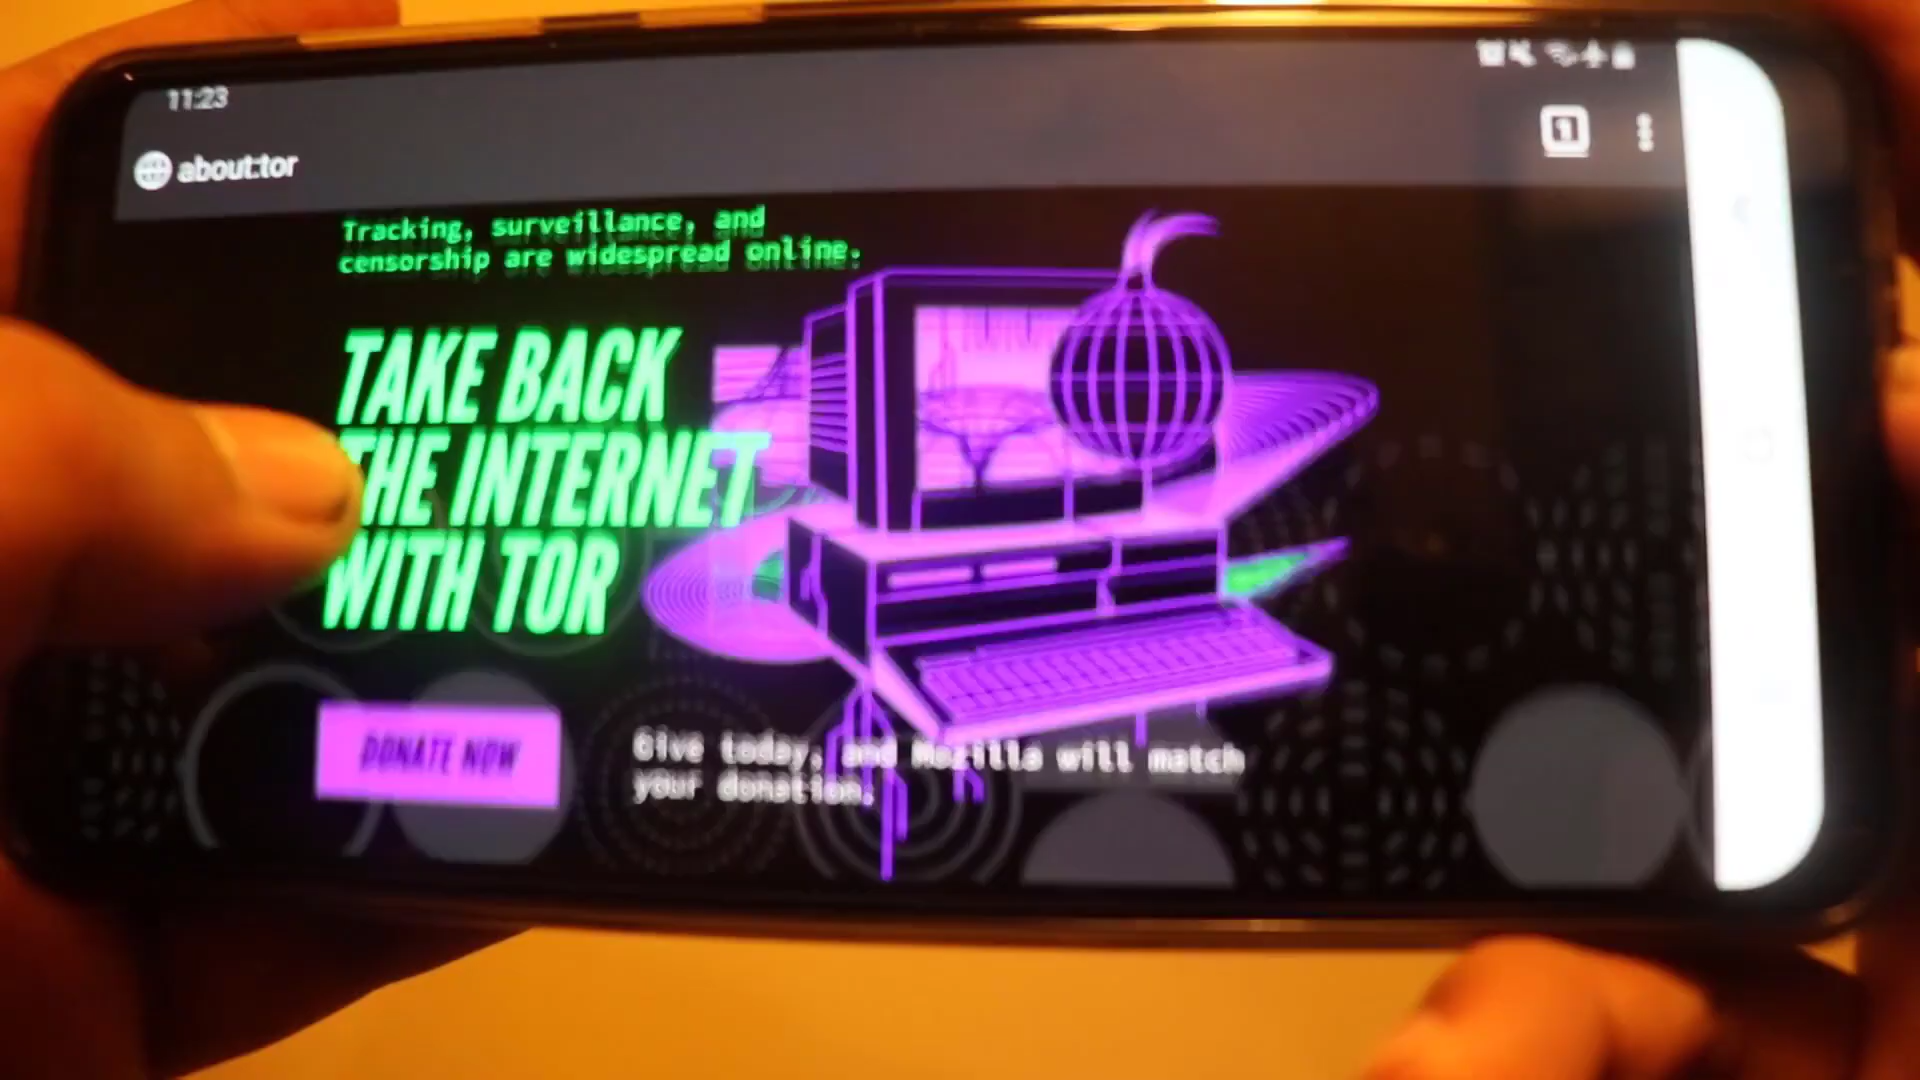 11:23
1
about:tor
Tracking, surveillance, and
censorship are widespread online.
TAKE BACK
THE INTERNET
WITH TOR
DONATE NOW
Give today, and Mozilla will match
your donation.